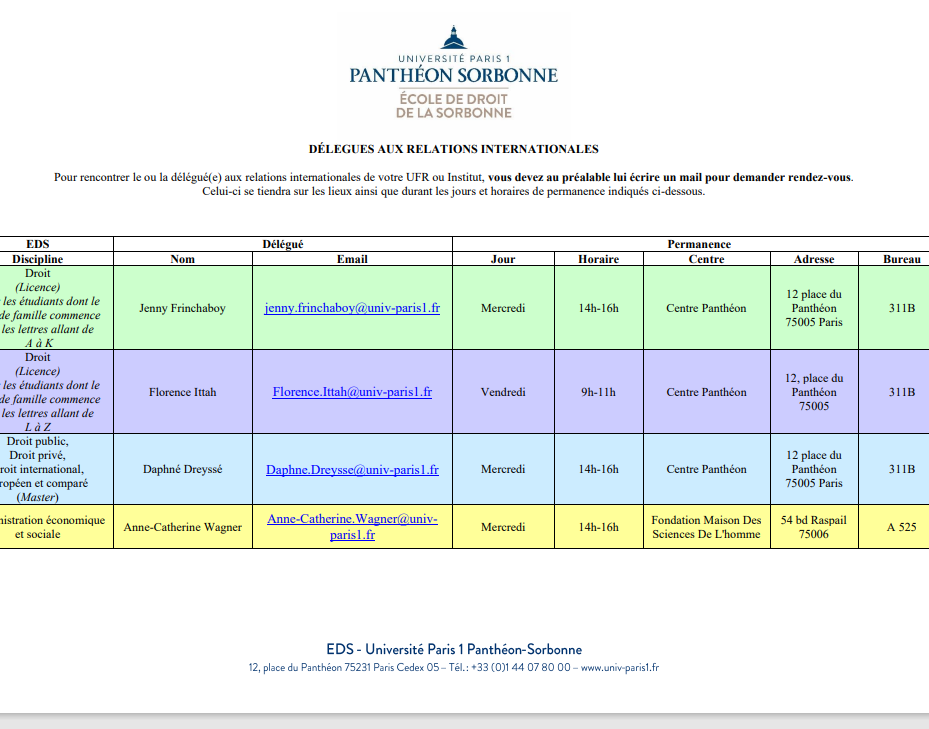 UNIVERSITÉ PARIS 1
PANTHÉON SORBONNE
ÉCOLE DE DROIT
DE LA SORBONNE
DÉLEGUES AUX RELATIONS INTERNATIONALES
Pour rencontrer le ou la délégué(e) aux relations internationales de votre UFR ou Institut, vous devez au préalable lui écrire un mail pour demander rendez-vous.
Celui-ci se tiendra sur les lieux ainsi que durant les jours et horaires de permanence indiqués ci-dessous.
EDS Délégué Permanence
Discipline Nom Email Jour Horaire Centre Adresse Bureau
Droit
(Licence)
les étudiants dont le
de famille commence
les lettres allant de
A à K
Jenny Frinchaboy
jenny.frinchaboy@univ-paris1.fr
Mercredi
14h-16h
Centre Panthéon
12 place du
Panthéon
75005 Paris
311B
Droit
(Licence)
les étudiants dont le
de famille commence
les lettres allant de
L à Z
Florence Ittah
Florence.Ittah@univ-paris1.fr
Vendredi
9h-11h
Centre Panthéon
12, place du
Panthéon
75005
311B
Droit public,
Droit privé,
roit international,
ropéen et comparé
(Master)
Daphné Dreyssé
Daphne.Dreysse@univ-paris1.fr
Mercredi
14h-16h
Centre Panthéon
12 place du
Panthéon
75005 Paris
311B
nistration économique
et sociale
Anne-Catherine Wagner
Anne-Catherine.Wagner@univ-
paris1.fr
Mercredi
14h-16h
Fondation Maison Des
Sciences De L'homme
54 bd Raspail
75006
A 525
EDS - Université Paris 1 Panthéon-Sorbonne
12, place du Panthéon 75231 Paris Cedex 05 – Tél. : +33 (0)1 44 07 80 00 – www.univ-paris1.fr